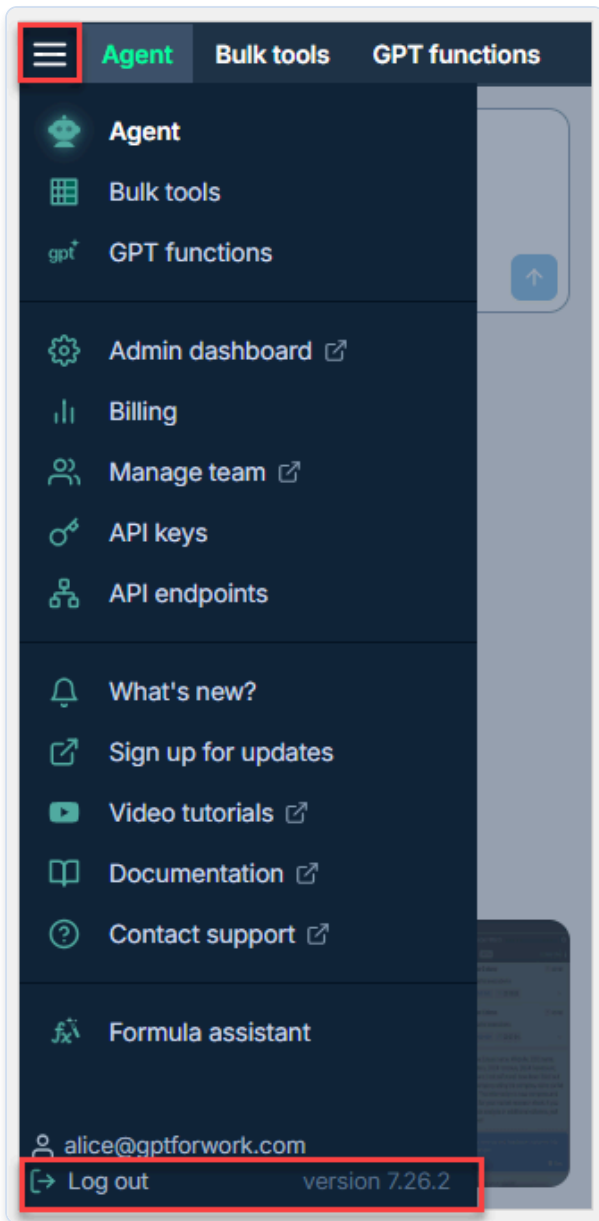 Agent Bulk tools GPT functions
Agent
Bulk tools
gpt GPT functions
Admin dashboard
Billing
Manage team
API keys
API endpoints
What's new?
Sign up for updates
Video tutorials
Documentation
Contact support
fx Formula assistant
alice@gptforwork.com
Log out version 7.26.2